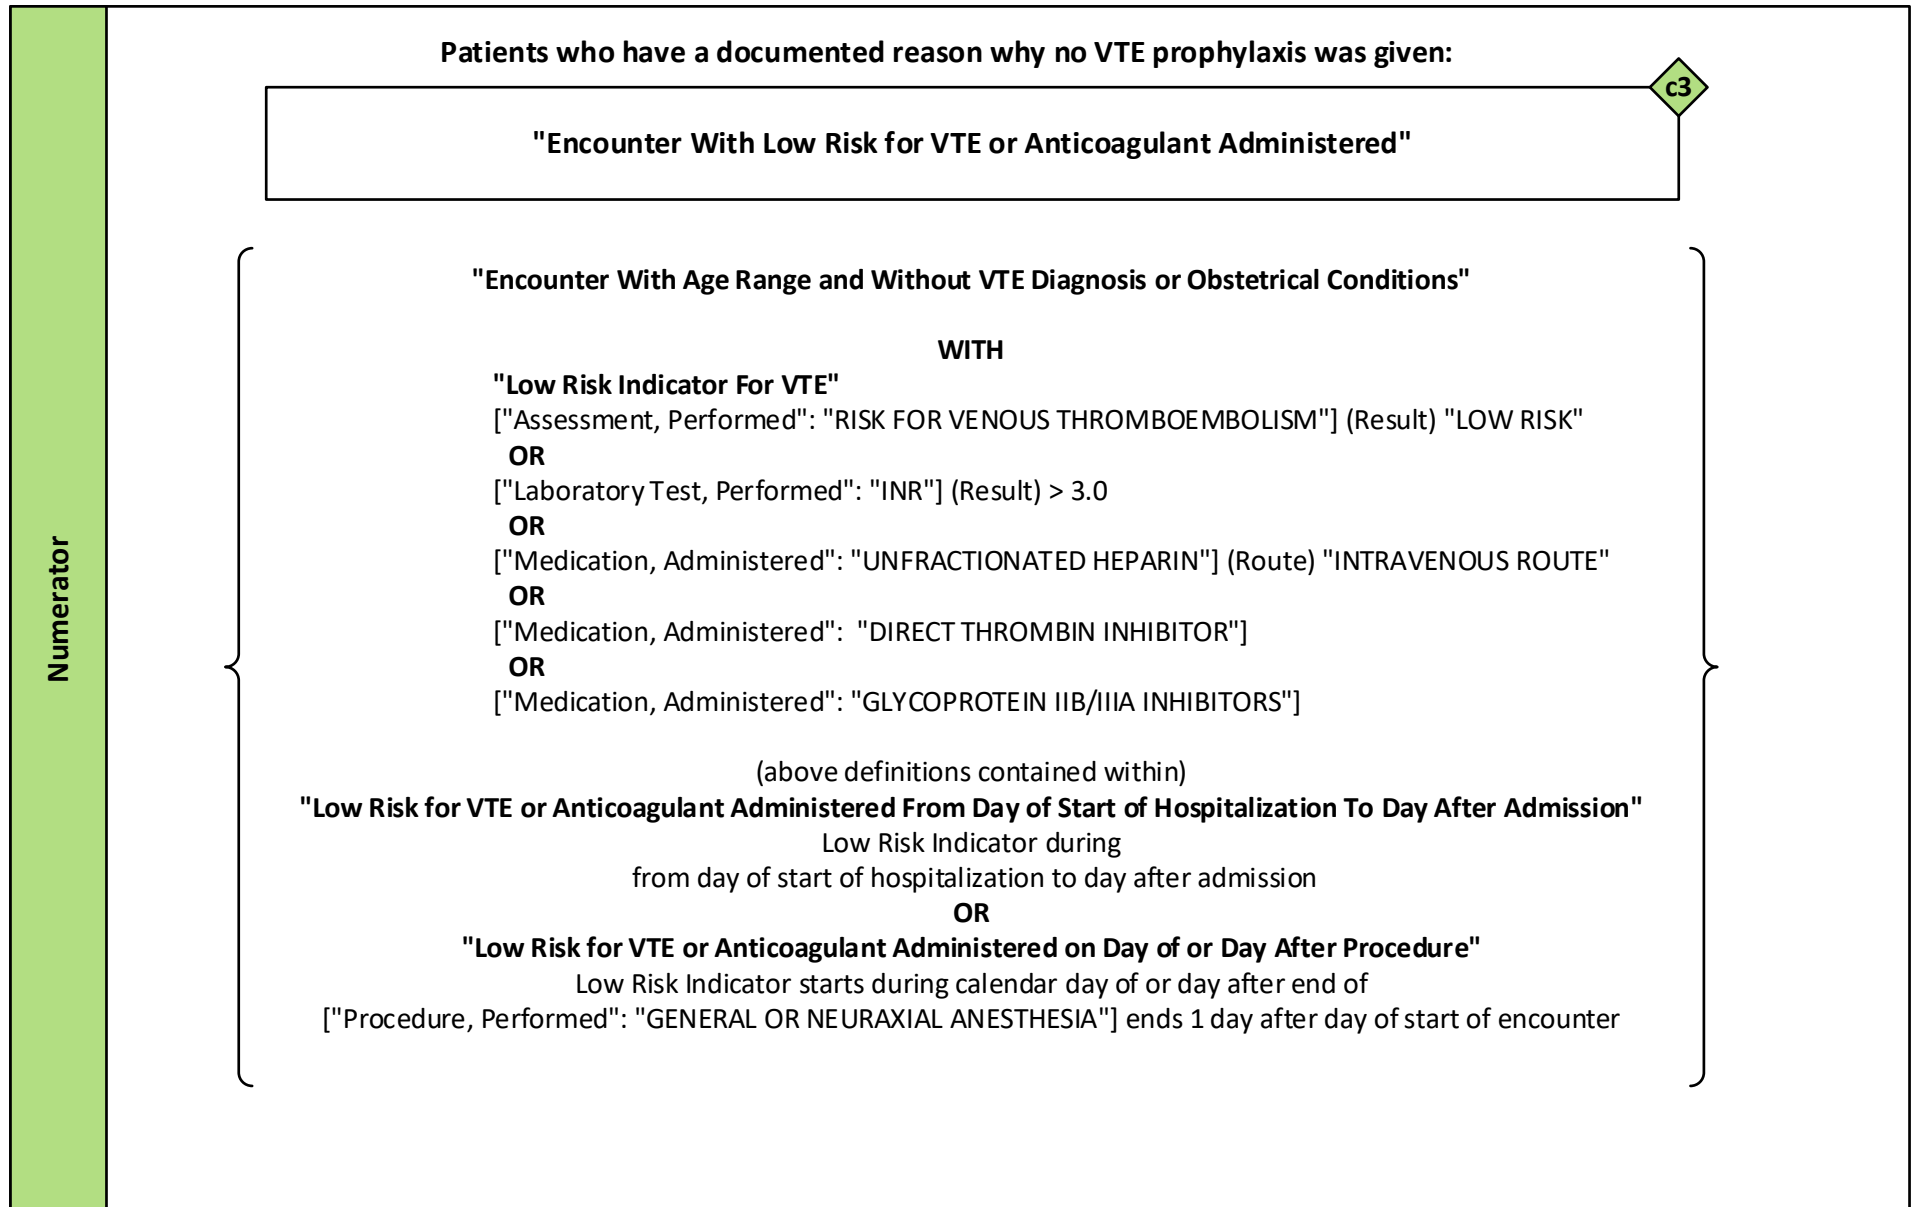 Patients who have a documented reason why no VTE prophylaxis was given:
c3
"Encounter With Low Risk for VTE or Anticoagulant Administered"
"Encounter With Age Range and Without VTE Diagnosis or Obstetrical Conditions"
WITH
"Low Risk Indicator For VTE"
["Assessment, Performed": "RISK FOR VENOUS THROMBOEMBOLISM"] (Result) "LOW RISK"
OR
["Laboratory Test, Performed": "INR"] (Result) > 3.0
OR
["Medication, Administered": "UNFRACTIONATED HEPARIN"] (Route) "INTRAVENOUS ROUTE"
OR
["Medication, Administered":  "DIRECT THROMBIN INHIBITOR"]
OR
["Medication, Administered": "GLYCOPROTEIN IIB/IIIA INHIBITORS"]
(above definitions contained within)
"Low Risk for VTE or Anticoagulant Administered From Day of Start of Hospitalization To Day After Admission"
Low Risk Indicator during
from day of start of hospitalization to day after admission
OR
"Low Risk for VTE or Anticoagulant Administered on Day of or Day After Procedure"
Low Risk Indicator starts during calendar day of or day after end of
["Procedure, Performed": "GENERAL OR NEURAXIAL ANESTHESIA"] ends 1 day after day of start of encounter
Numerator